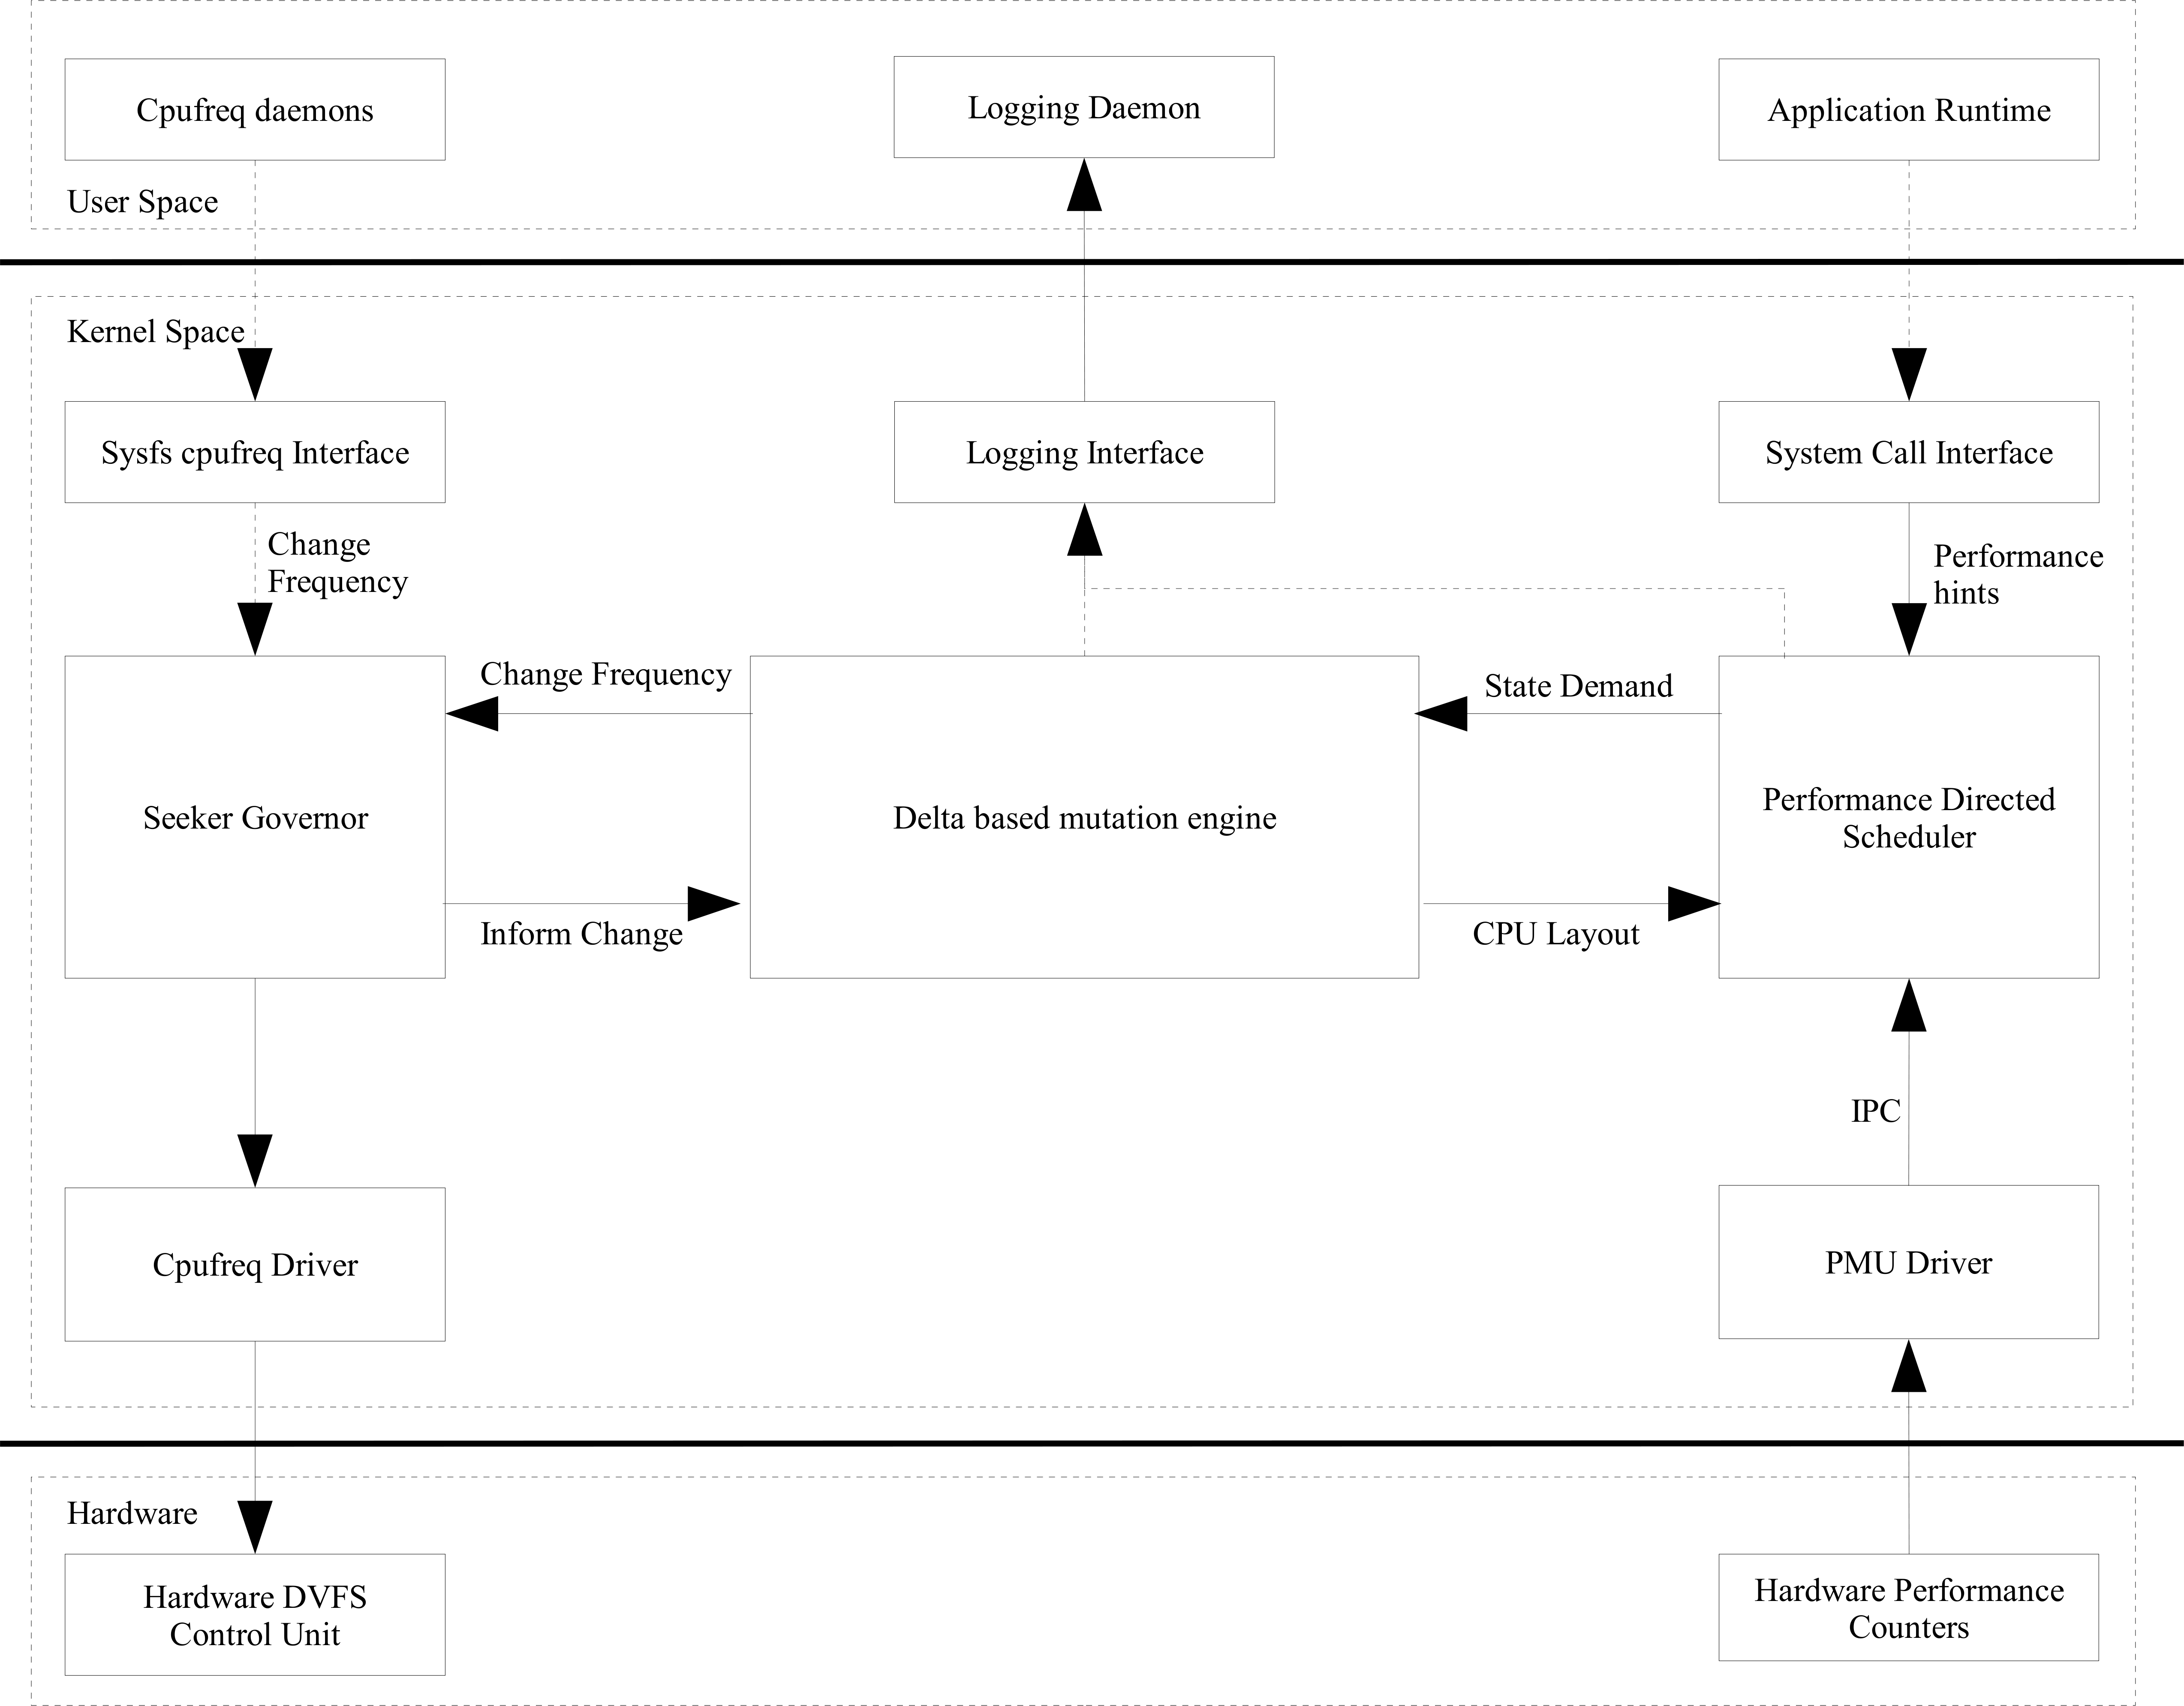 Cpufreq daemons
Logging Daemon
Application Runtime
User Space
Kernel Space
Sysfs cpufreq Interface
Logging Interface
System Call Interface
Change
Frequency
Performance
hints
Change Frequency
State Demand
Seeker Governor
Delta based mutation engine
Performance Directed
Scheduler
Inform Change
CPU Layout
IPC
Cpufreq Driver
PMU Driver
Hardware
Hardware DVFS
Control Unit
Hardware Performance
Counters